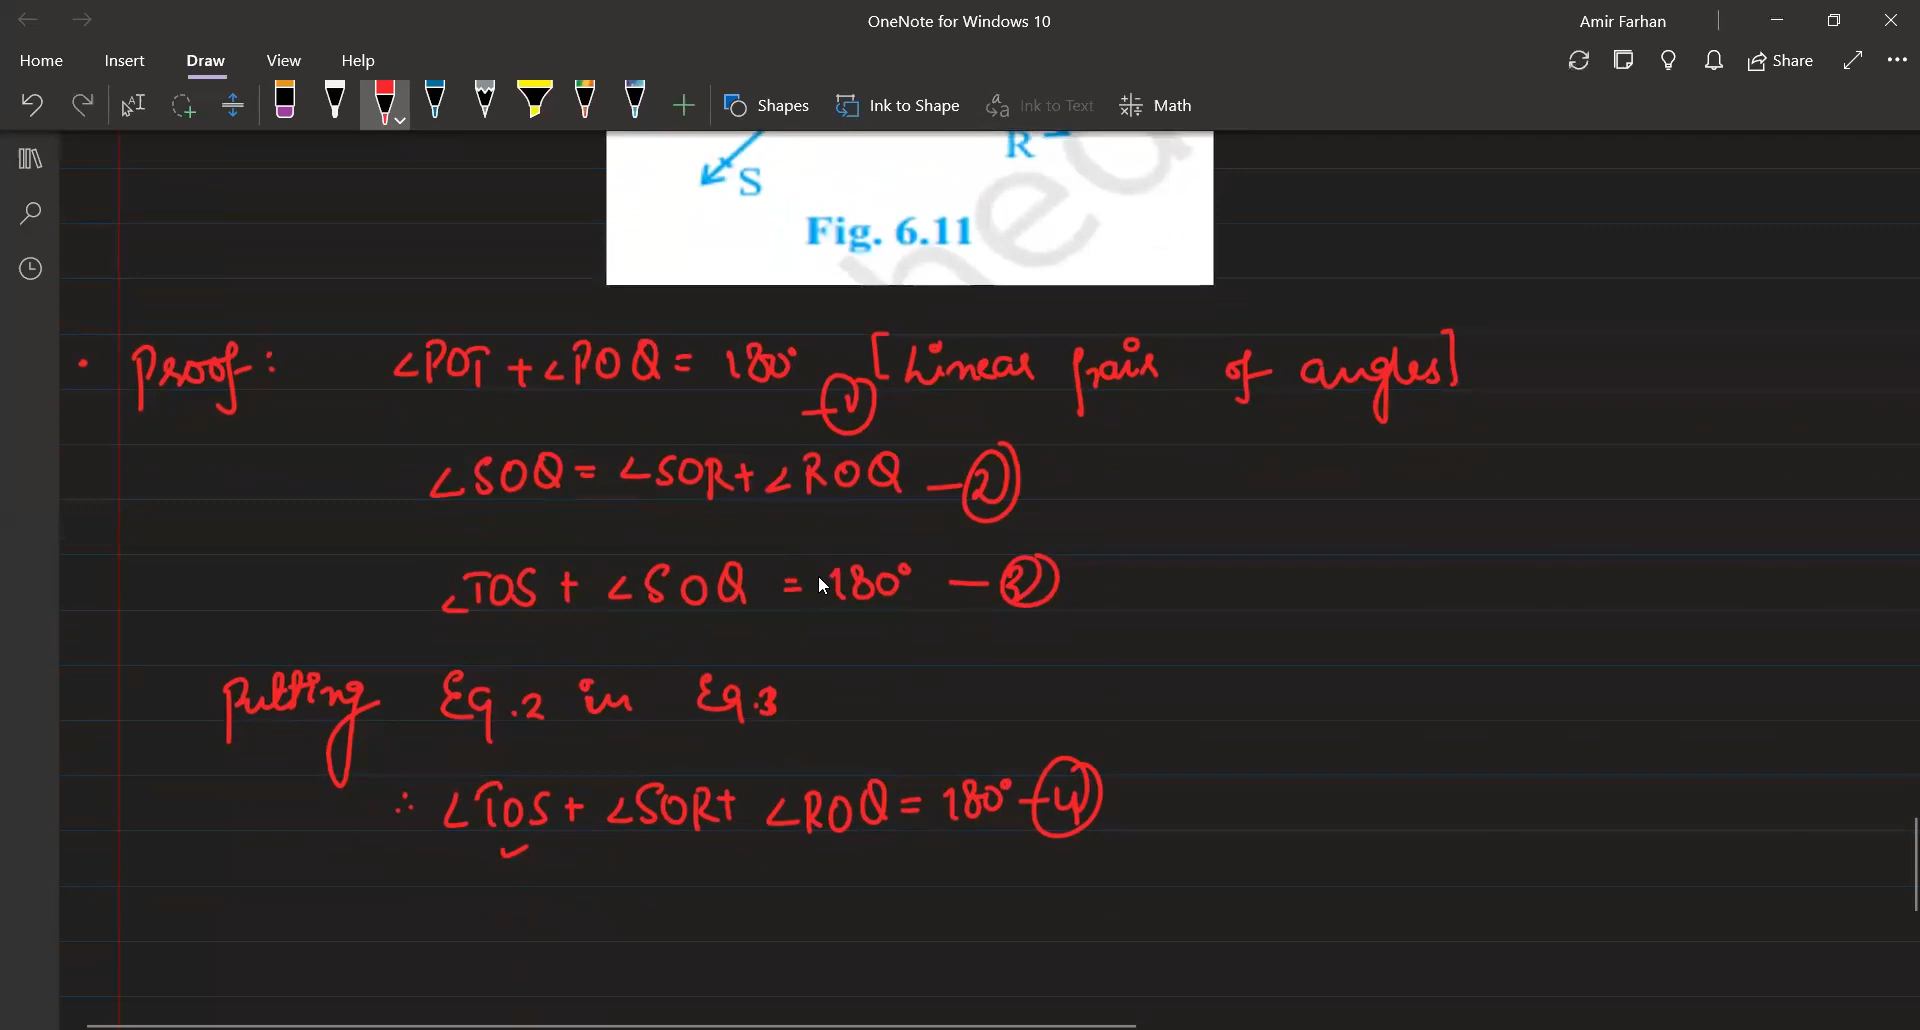 OneNote for Windows 10
Amir Farhan
Home Insert Draw View Help
Share
Shapes Ink to Shape Ink to Text Math
R
S
Fig. 6.11
• Proof: ∠POT + ∠POQ = 180° [Linear pair of angles]
— ①
∠SOQ = ∠SOR + ∠ROQ — ②
∠TOS + ∠SOQ = 180° — ③
Putting Eq.2 in Eq.3
∴ ∠TOS + ∠SOR + ∠ROQ = 180° — ④